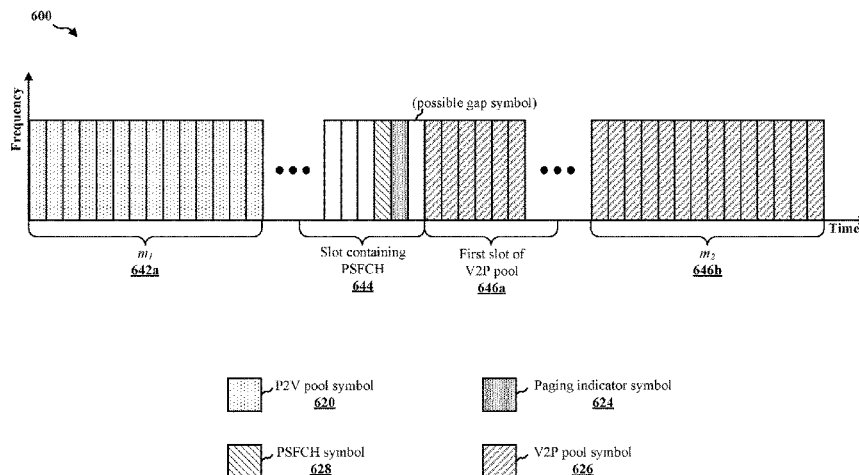 600
Frequency
(possible gap symbol)
Time
m₁
642a
Slot containing
PSFCH
644
First slot of
V2P pool
646a
m₂
646b
P2V pool symbol
620
Paging indicator symbol
624
PSFCH symbol
628
V2P pool symbol
626